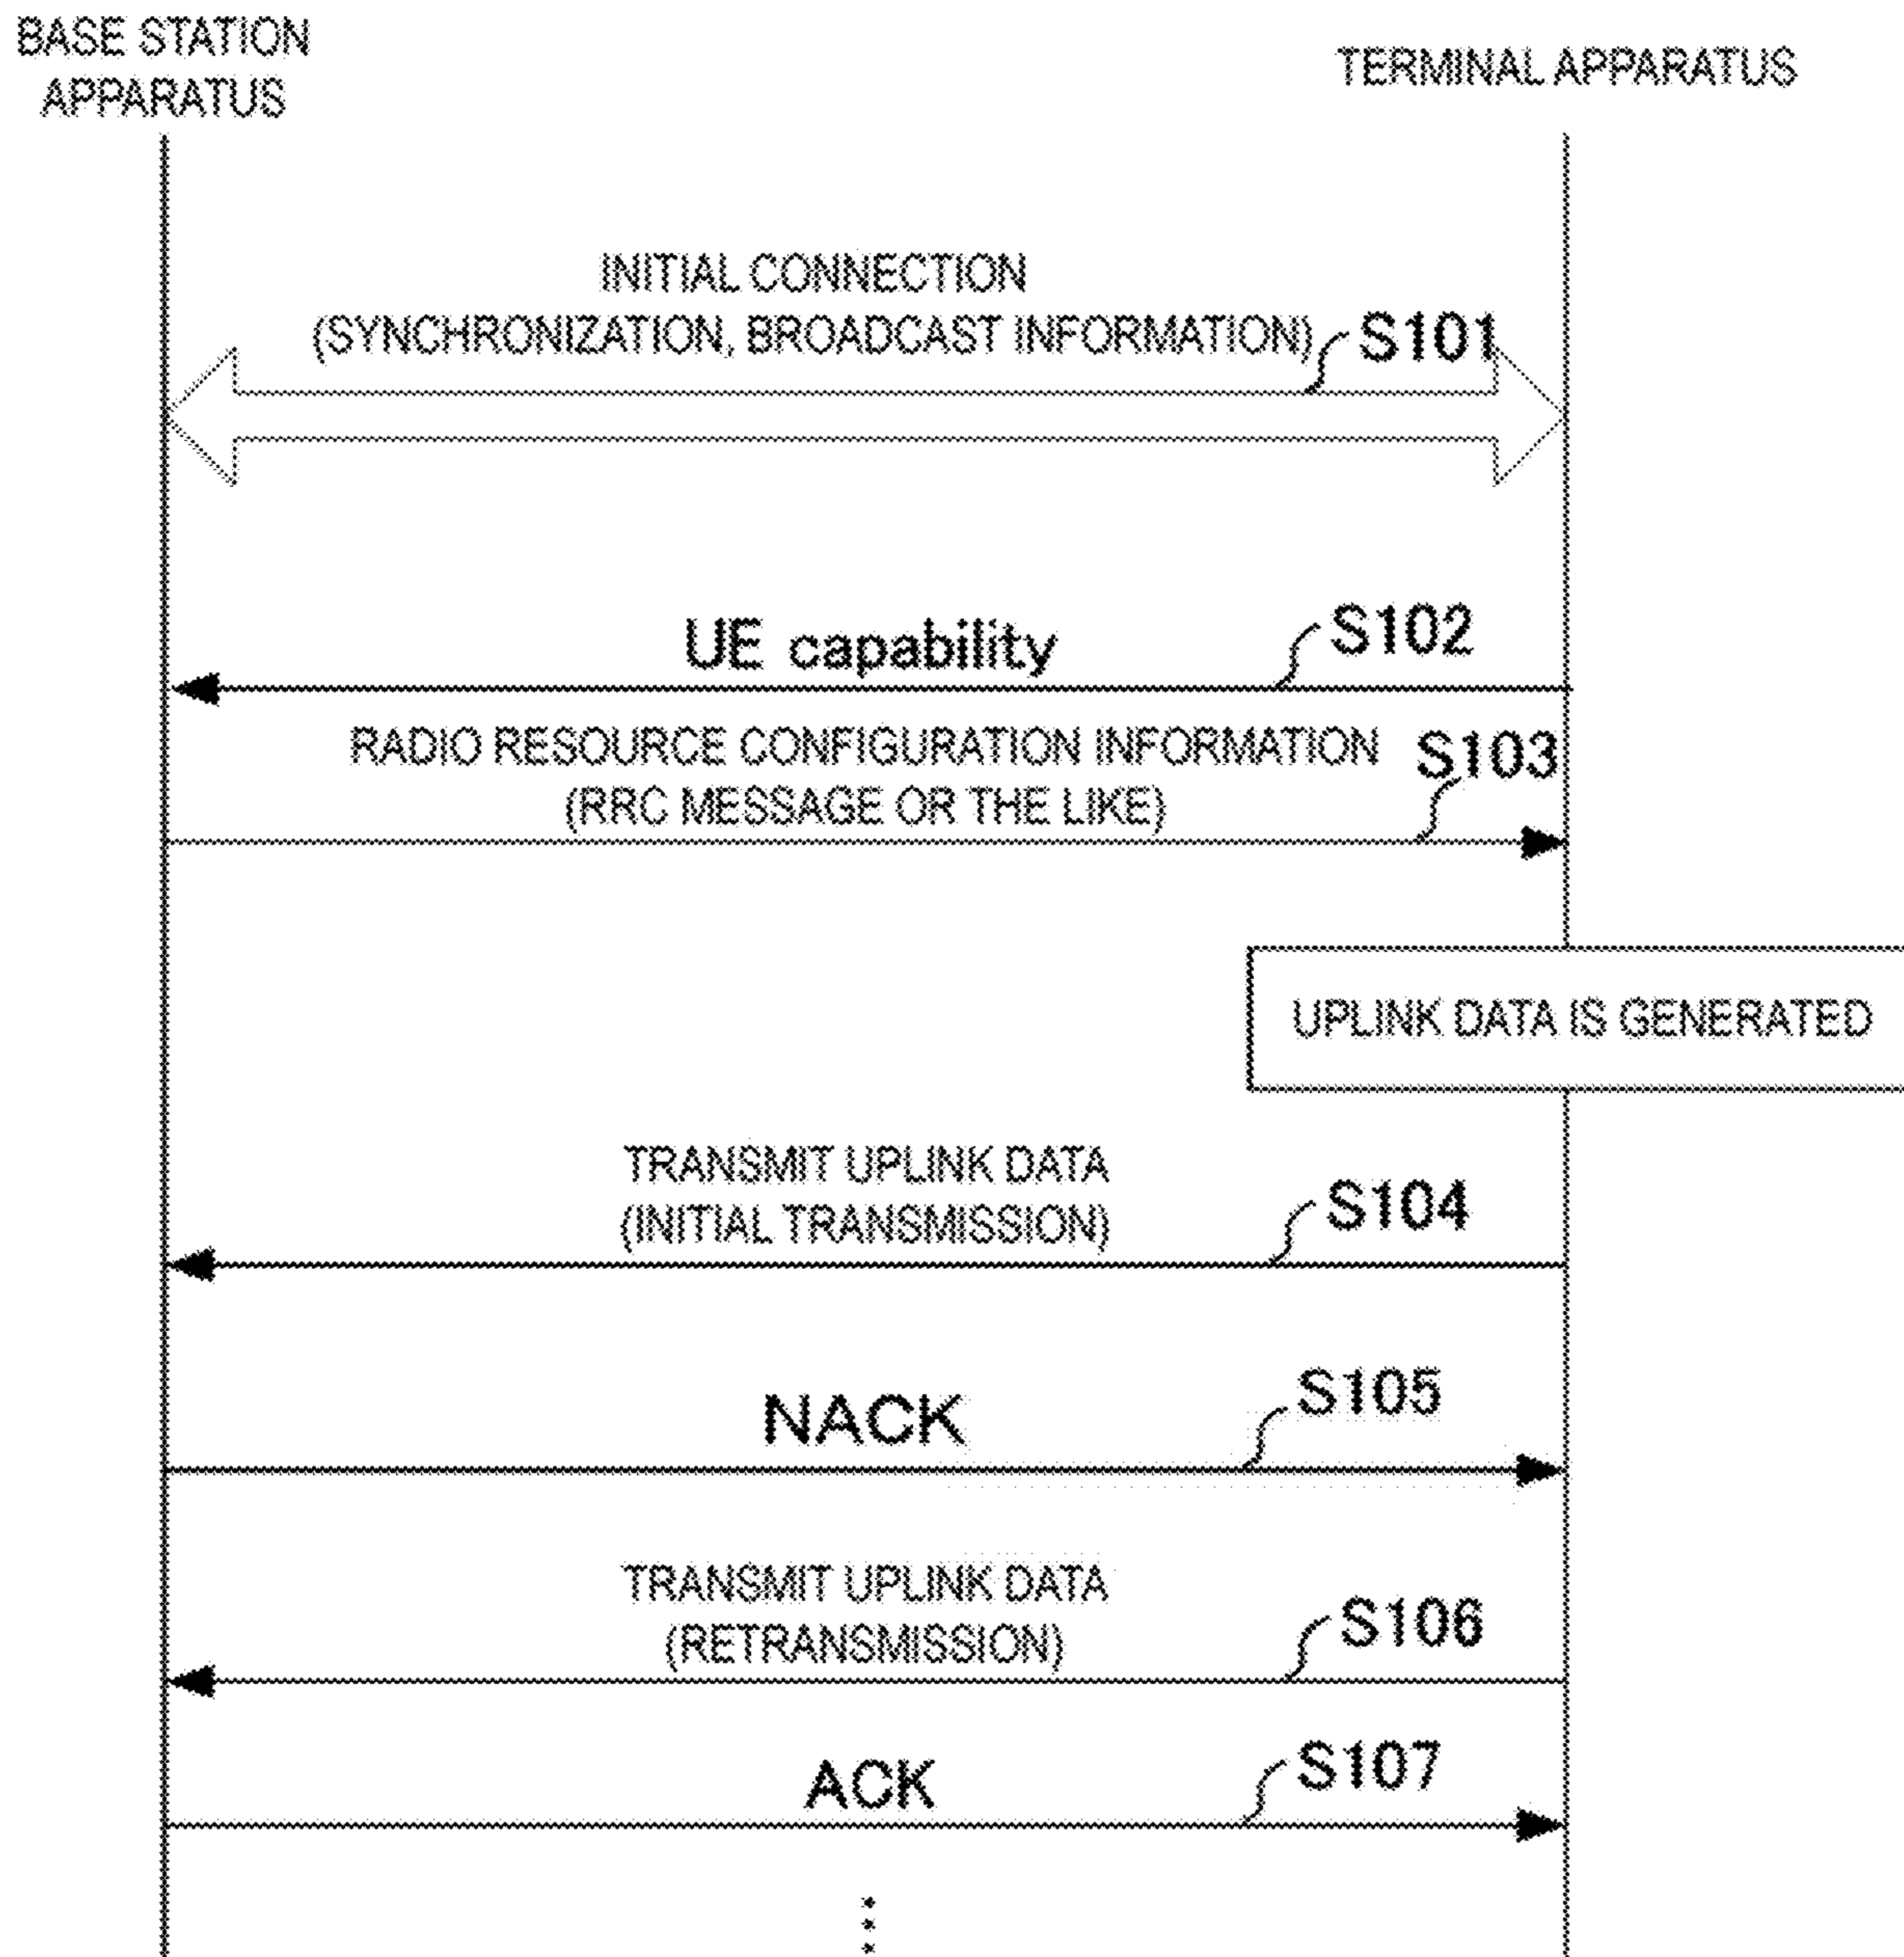 BASE STATION
APPARATUS
TERMINAL APPARATUS
INITIAL CONNECTION
(SYNCHRONIZATION, BROADCAST INFORMATION)
S101
UE capability
S102
RADIO RESOURCE CONFIGURATION INFORMATION
(RRC MESSAGE OR THE LIKE)
S103
UPLINK DATA IS GENERATED
TRANSMIT UPLINK DATA
(INITIAL TRANSMISSION)
S104
NACK
S105
TRANSMIT UPLINK DATA
(RETRANSMISSION)
S106
ACK
S107